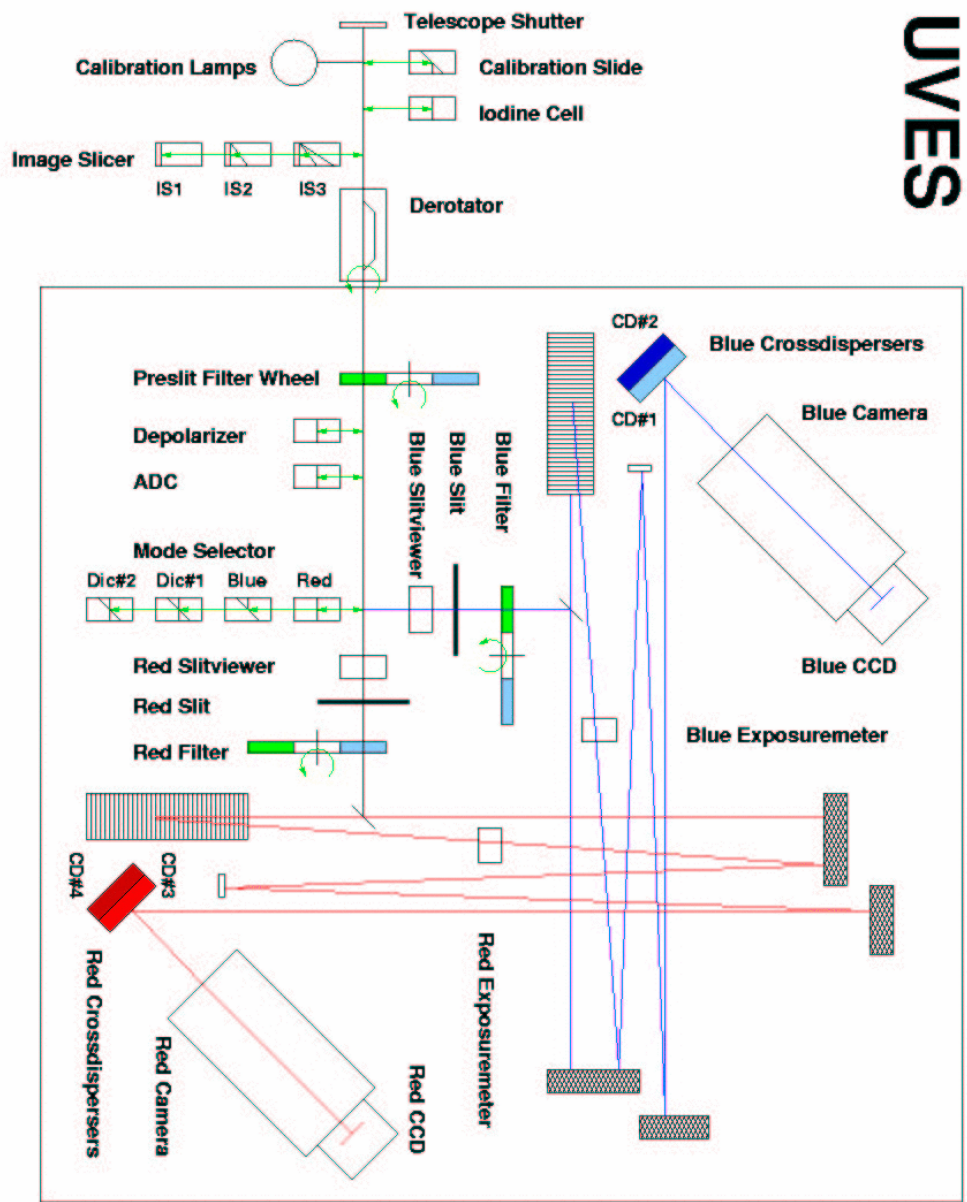 UVES
Telescope Shutter
Calibration Lamps
Calibration Slide
Iodine Cell
Image Slicer
IS1
IS2
IS3
Derotator
CD#2
CD#1
Blue Crossdispersers
Blue Camera
Preslit Filter Wheel
Depolarizer
ADC
Blue Slitviewer
Blue Slit
Blue Filter
Mode Selector
Dic#2
Dic#1
Blue
Red
Red Slitviewer
Red Slit
Red Filter
Blue CCD
Blue Exposuremeter
CD#4
CD#3
Red Crossdispersers
Red Camera
Red CCD
Red Exposuremeter